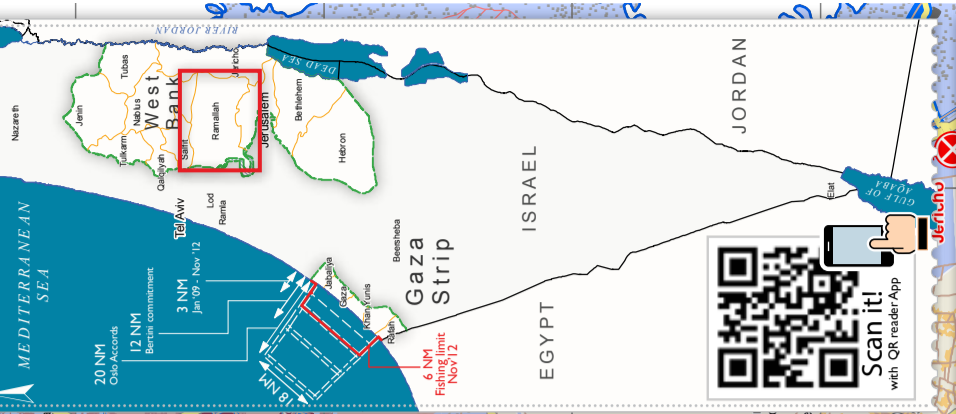 Nazareth
RIVER JORDAN
Jenin
Tubas
Tulkarm
Nablus
West
Bank
Qalqilyah
Salfit
Ramallah
Jericho
Jerusalem
DEAD SEA
Bethlehem
Hebron
MEDITERRANEAN
SEA
Tel Aviv
Lod
Ramla
20 NM
Oslo Accords
12 NM
Bertini commitment
3 NM
Jan '09 - Nov '12
18 NM
6 NM
Fishing limit
Nov'12
Jabaliya
Gaza
Khan Yunis
Rafah
Gaza
Strip
Beersheba
ISRAEL
EGYPT
JORDAN
Elat
GULF OF
AQABA
Jericho
Scan it!
with QR reader App